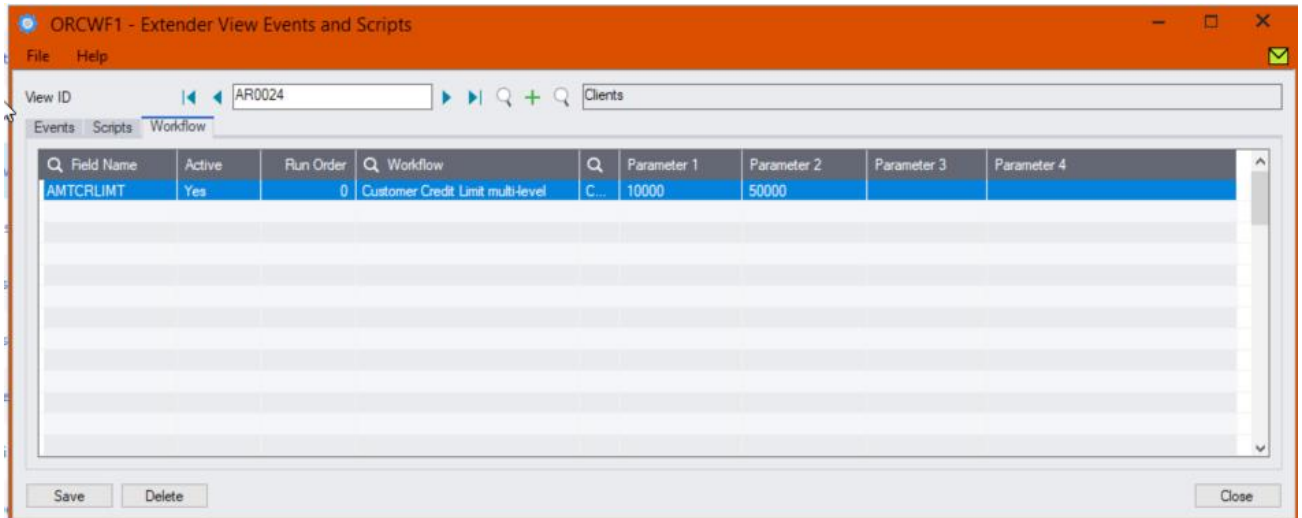 ORCWF1 - Extender View Events and Scripts
File Help
View ID AR0024 Clients
Events Scripts Workflow
Field Name Active Run Order Workflow Parameter 1 Parameter 2 Parameter 3 Parameter 4
AMTCRLIMT Yes 0 Customer Credit Limit multi-level C... 10000 50000
Save Delete Close